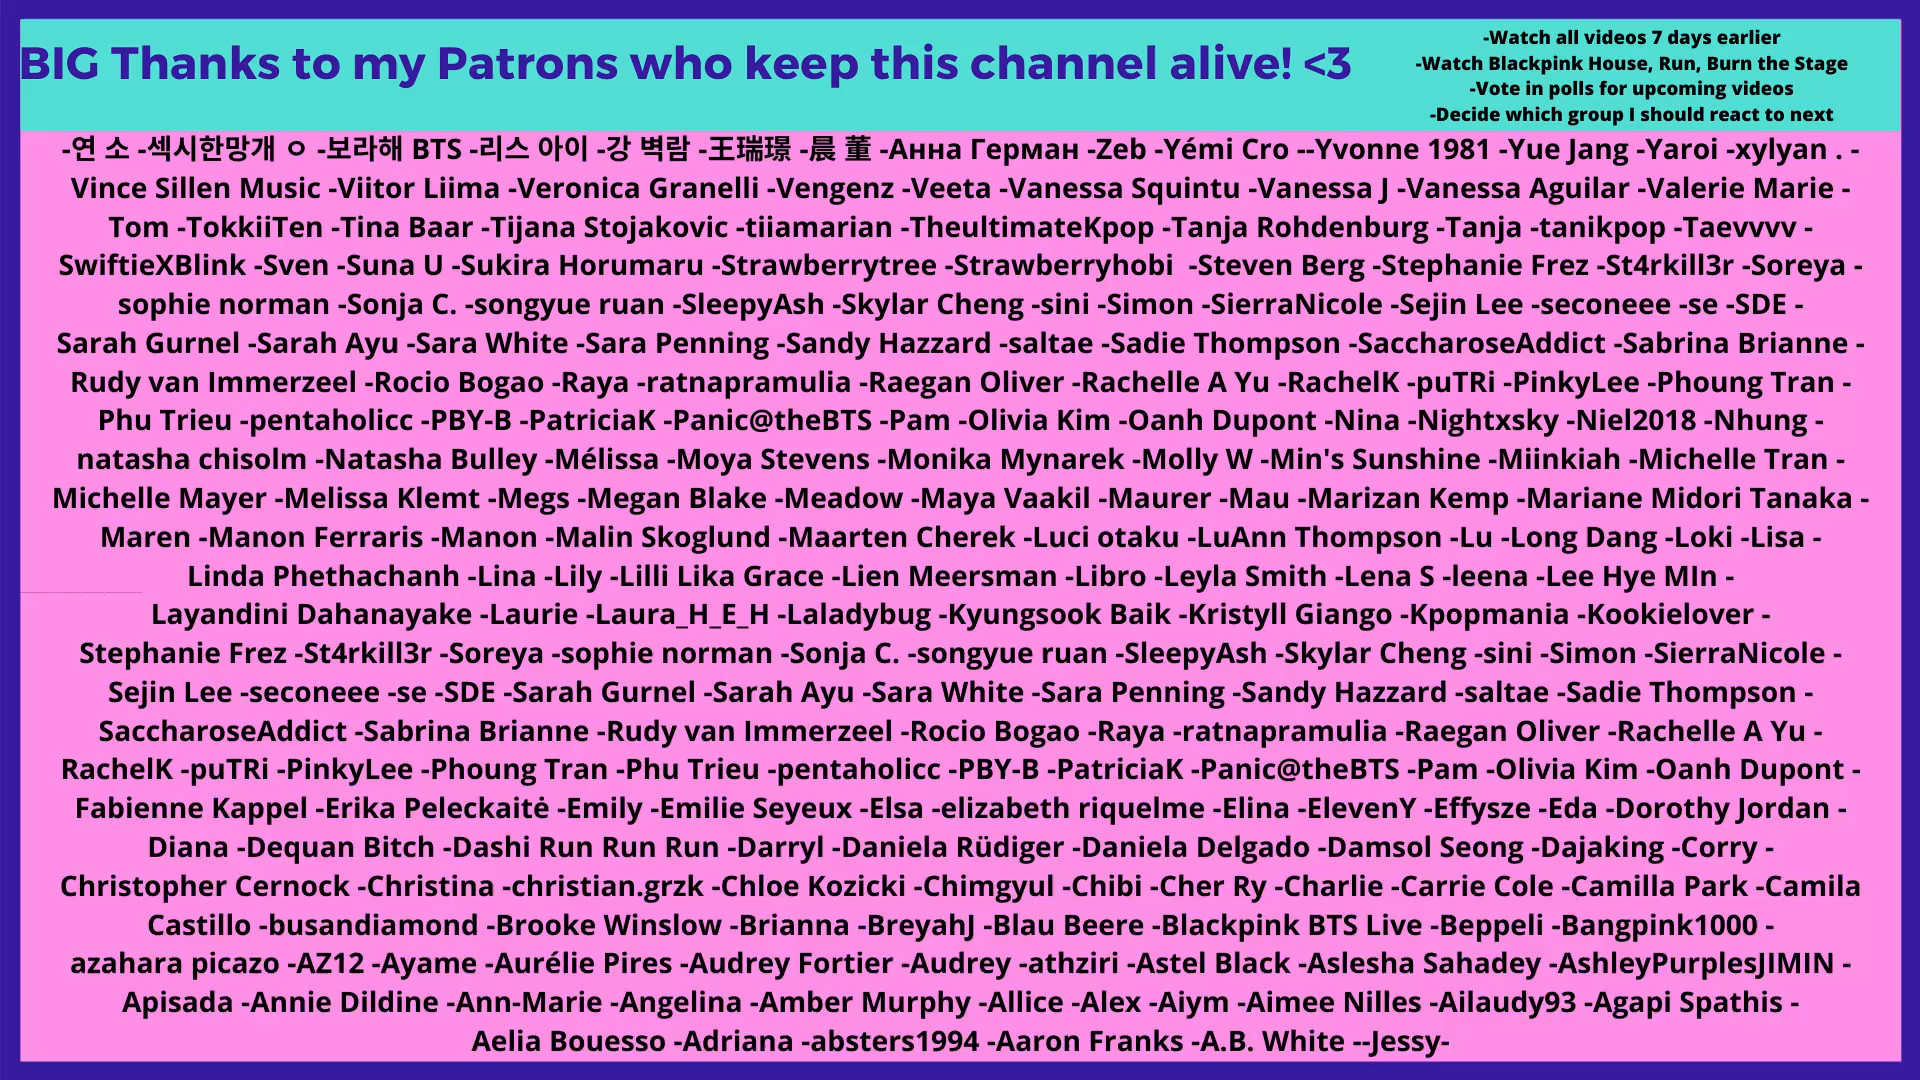 BIG Thanks to my Patrons who keep this channel alive! <3
-Watch all videos 7 days earlier
-Watch Blackpink House, Run, Burn the Stage
-Vote in polls for upcoming videos
-Decide which group I should react to next
-연 소 -섹시한망개 ㅇ -보라해 BTS -리스 아이 -강 벽람 -王瑞璟 -晨 董 -Анна Герман -Zeb -Yémi Cro --Yvonne 1981 -Yue Jang -Yaroi -xylyan . -
Vince Sillen Music -Viitor Liima -Veronica Granelli -Vengenz -Veeta -Vanessa Squintu -Vanessa J -Vanessa Aguilar -Valerie Marie -
Tom -TokkiiTen -Tina Baar -Tijana Stojakovic -tiiamarian -TheultimateKpop -Tanja Rohdenburg -Tanja -tanikpop -Taevvvv -
SwiftieXBlink -Sven -Suna U -Sukira Horumaru -Strawberrytree -Strawberryhobi  -Steven Berg -Stephanie Frez -St4rkill3r -Soreya -
sophie norman -Sonja C. -songyue ruan -SleepyAsh -Skylar Cheng -sini -Simon -SierraNicole -Sejin Lee -seconeee -se -SDE -
Sarah Gurnel -Sarah Ayu -Sara White -Sara Penning -Sandy Hazzard -saltae -Sadie Thompson -SaccharoseAddict -Sabrina Brianne -
Rudy van Immerzeel -Rocio Bogao -Raya -ratnapramulia -Raegan Oliver -Rachelle A Yu -RachelK -puTRi -PinkyLee -Phoung Tran -
Phu Trieu -pentaholicc -PBY-B -PatriciaK -Panic@theBTS -Pam -Olivia Kim -Oanh Dupont -Nina -Nightxsky -Niel2018 -Nhung -
natasha chisolm -Natasha Bulley -Mélissa -Moya Stevens -Monika Mynarek -Molly W -Min's Sunshine -Miinkiah -Michelle Tran -
Michelle Mayer -Melissa Klemt -Megs -Megan Blake -Meadow -Maya Vaakil -Maurer -Mau -Marizan Kemp -Mariane Midori Tanaka -
Maren -Manon Ferraris -Manon -Malin Skoglund -Maarten Cherek -Luci otaku -LuAnn Thompson -Lu -Long Dang -Loki -Lisa -
Linda Phethachanh -Lina -Lily -Lilli Lika Grace -Lien Meersman -Libro -Leyla Smith -Lena S -leena -Lee Hye MIn -
Layandini Dahanayake -Laurie -Laura_H_E_H -Laladybug -Kyungsook Baik -Kristyll Giango -Kpopmania -Kookielover -
Stephanie Frez -St4rkill3r -Soreya -sophie norman -Sonja C. -songyue ruan -SleepyAsh -Skylar Cheng -sini -Simon -SierraNicole -
Sejin Lee -seconeee -se -SDE -Sarah Gurnel -Sarah Ayu -Sara White -Sara Penning -Sandy Hazzard -saltae -Sadie Thompson -
SaccharoseAddict -Sabrina Brianne -Rudy van Immerzeel -Rocio Bogao -Raya -ratnapramulia -Raegan Oliver -Rachelle A Yu -
RachelK -puTRi -PinkyLee -Phoung Tran -Phu Trieu -pentaholicc -PBY-B -PatriciaK -Panic@theBTS -Pam -Olivia Kim -Oanh Dupont -
Fabienne Kappel -Erika Peleckaitė -Emily -Emilie Seyeux -Elsa -elizabeth riquelme -Elina -ElevenY -Effysze -Eda -Dorothy Jordan -
Diana -Dequan Bitch -Dashi Run Run Run -Darryl -Daniela Rüdiger -Daniela Delgado -Damsol Seong -Dajaking -Corry -
Christopher Cernock -Christina -christian.grzk -Chloe Kozicki -Chimgyul -Chibi -Cher Ry -Charlie -Carrie Cole -Camilla Park -Camila
Castillo -busandiamond -Brooke Winslow -Brianna -BreyahJ -Blau Beere -Blackpink BTS Live -Beppeli -Bangpink1000 -
azahara picazo -AZ12 -Ayame -Aurélie Pires -Audrey Fortier -Audrey -athziri -Astel Black -Aslesha Sahadey -AshleyPurplesJIMIN -
Apisada -Annie Dildine -Ann-Marie -Angelina -Amber Murphy -Allice -Alex -Aiym -Aimee Nilles -Ailaudy93 -Agapi Spathis -
Aelia Bouesso -Adriana -absters1994 -Aaron Franks -A.B. White --Jessy-